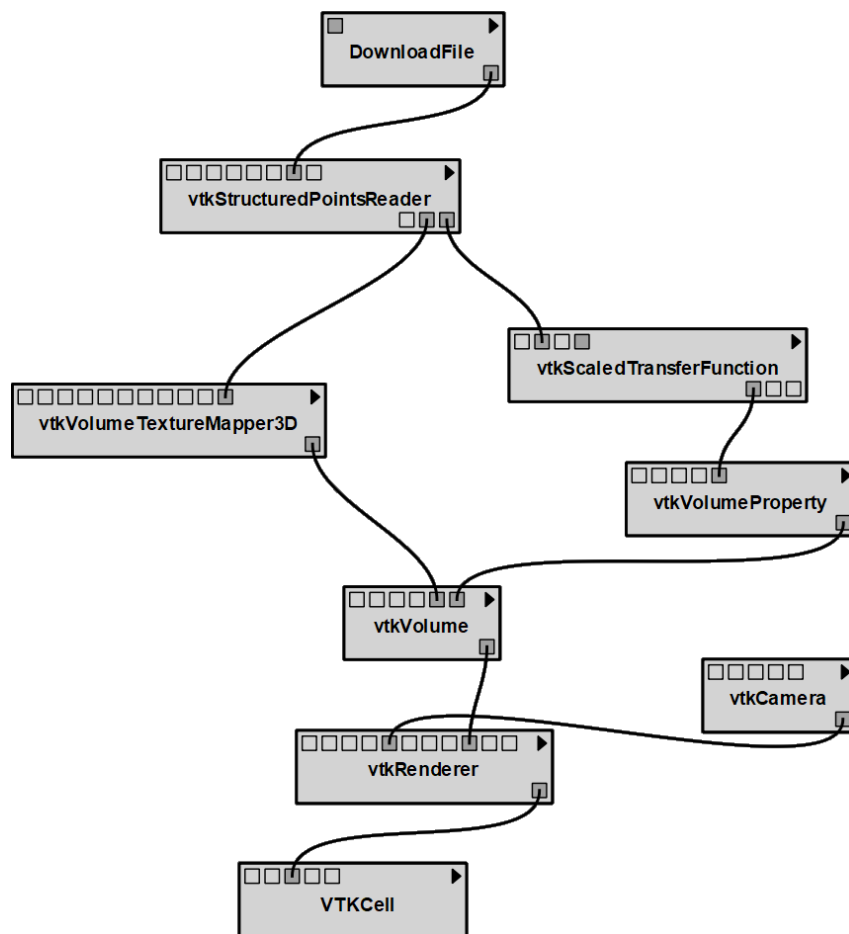 DownloadFile
vtkStructuredPointsReader
vtkScaledTransferFunction
vtkVolumeTextureMapper3D
vtkVolumeProperty
vtkVolume
vtkCamera
vtkRenderer
VTKCell